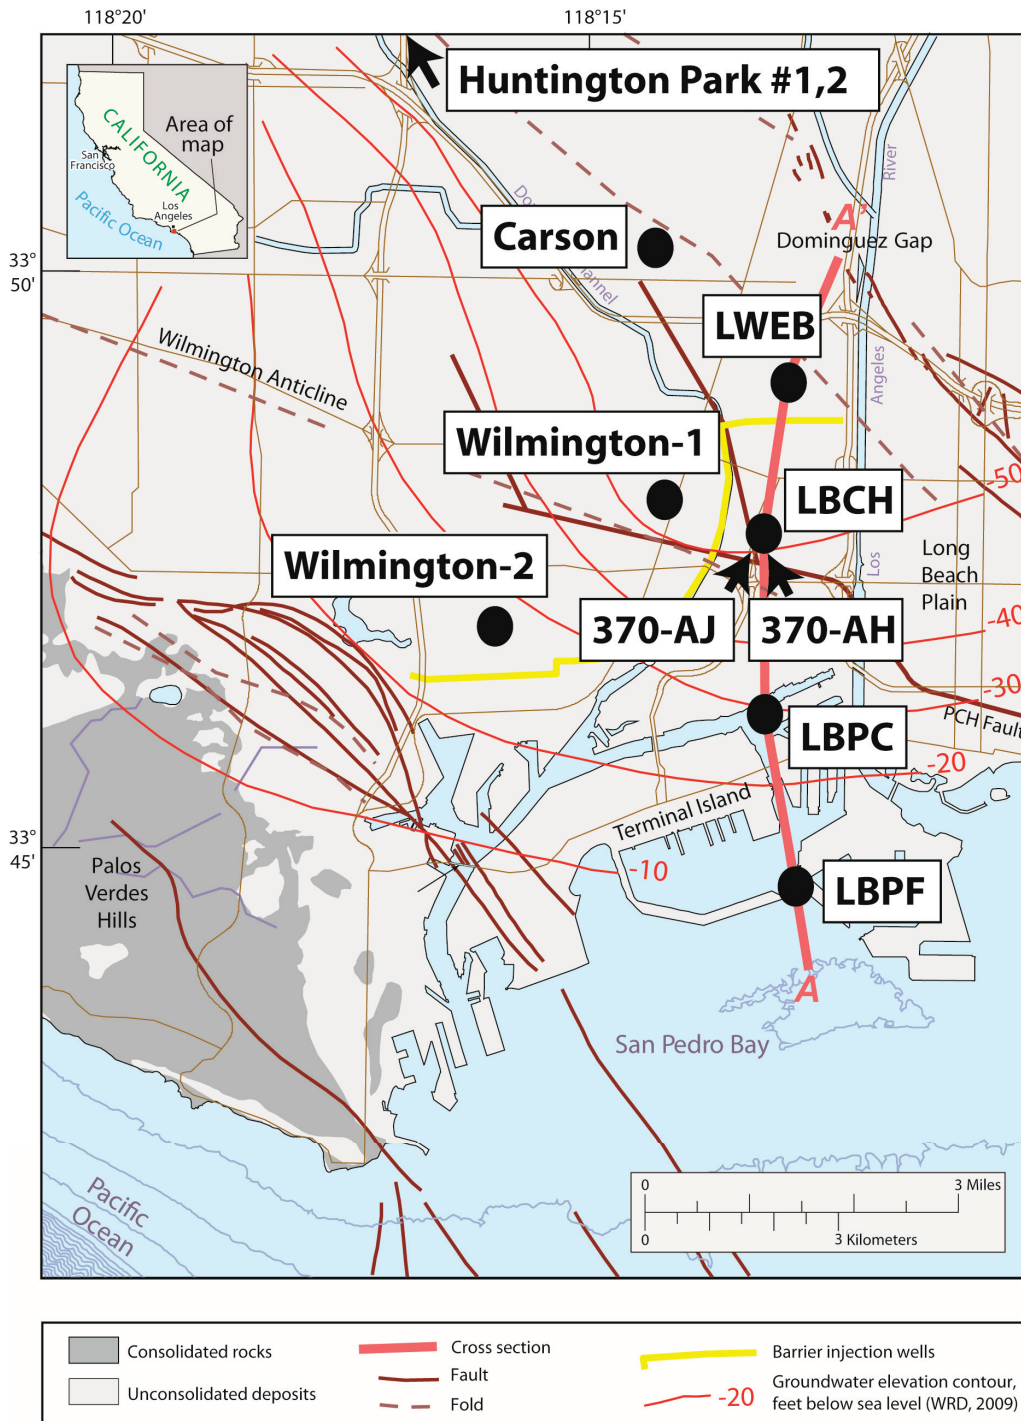 118°20'
118°15'
Huntington Park #1,2
CALIFORNIA
Area of
map
San
Francisco
Los
Angeles
Pacific Ocean
River
A'
Dominguez Gap
Carson
33°
50'
Channel
LWEB
Wilmington Anticline
Angeles
Wilmington-1
-50
LBCH
Los
Long
Beach
Plain
Wilmington-2
370-AJ
370-AH
-40
-30
PCH Fault
LBPC
-20
Terminal Island
33°
45'
Palos
Verdes
Hills
-10
LBPF
A
San Pedro Bay
Pacific
Ocean
0
3 Miles
0
3 Kilometers
Consolidated rocks
Unconsolidated deposits
Cross section
Fault
Fold
Barrier injection wells
-20
Groundwater elevation contour,
feet below sea level (WRD, 2009)